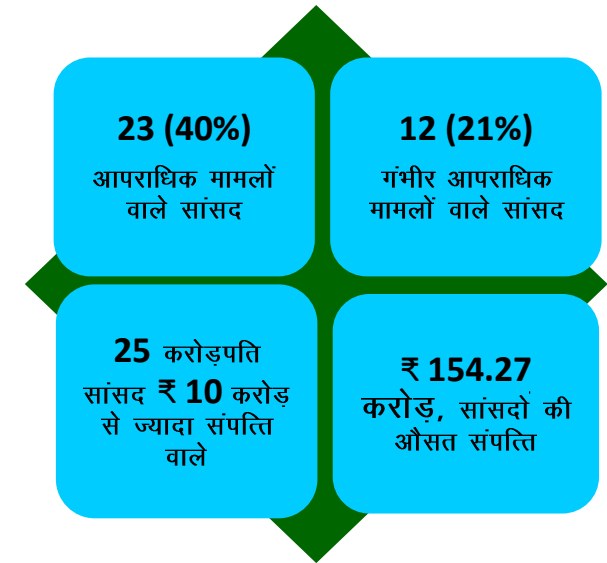 23 (40%)
आपराधिक मामलों
वाले सांसद
12 (21%)
गंभीर आपराधिक
मामलों वाले सांसद
25 करोड़पति
सांसद ₹ 10 करोड़
से ज्यादा संपत्ति
वाले
₹ 154.27
करोड़, सांसदों की
औसत संपत्ति